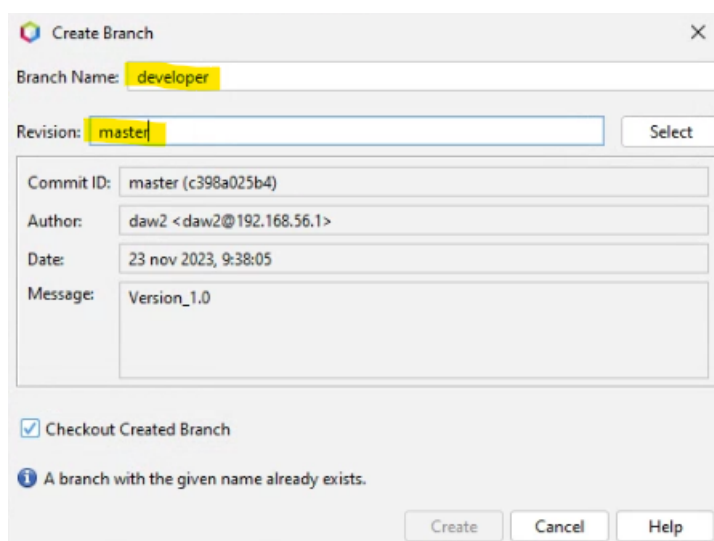 Create Branch
Branch Name: developer
Revision: master Select
Commit ID: master (c398a025b4)
Author: daw2 <daw2@192.168.56.1>
Date: 23 nov 2023, 9:38:05
Message: Version_1.0
Checkout Created Branch
A branch with the given name already exists.
Create Cancel Help